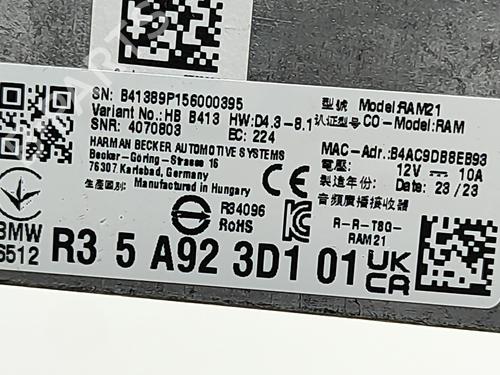 SN: B41389P156000395
Variant No.: HB B413 HW:D4.3-8.1
SNR: 4070803 EC: 224
HARMAN BECKER AUTOMOTIVE SYSTEMS
Becker-Goring-Strasse 16
76307 Karlsbad, Germany
生產國別: Manufactured in Hungary
型號 Model:RAM21
认证型号 CO-Model:RAM
MAC-Adr.: B4AC9DB8EB93
電壓: 12V 10A
製造年份: Date: 23/23
音頻廣播接收器
R-R-T8G-
RAM21
R34096
RoHS
BMW
6512
R3 5 A92 3D1 01
UK
CA